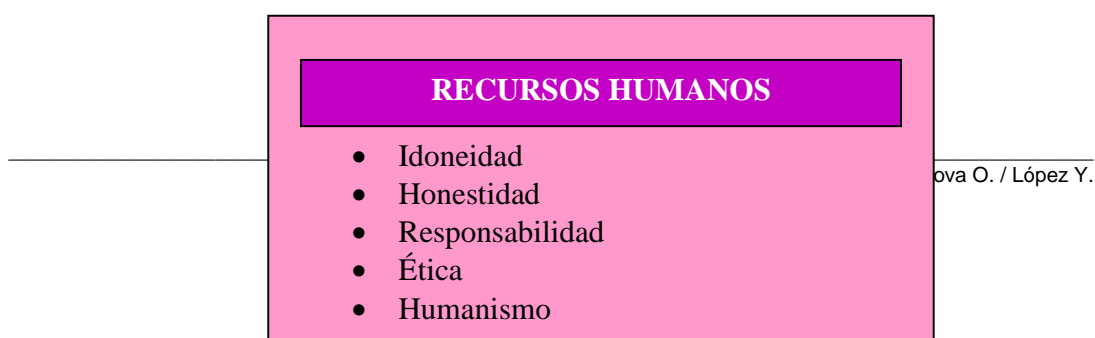 RECURSOS HUMANOS
• Idoneidad
ova O. / López Y.
• Honestidad
• Responsabilidad
• Ética
• Humanismo